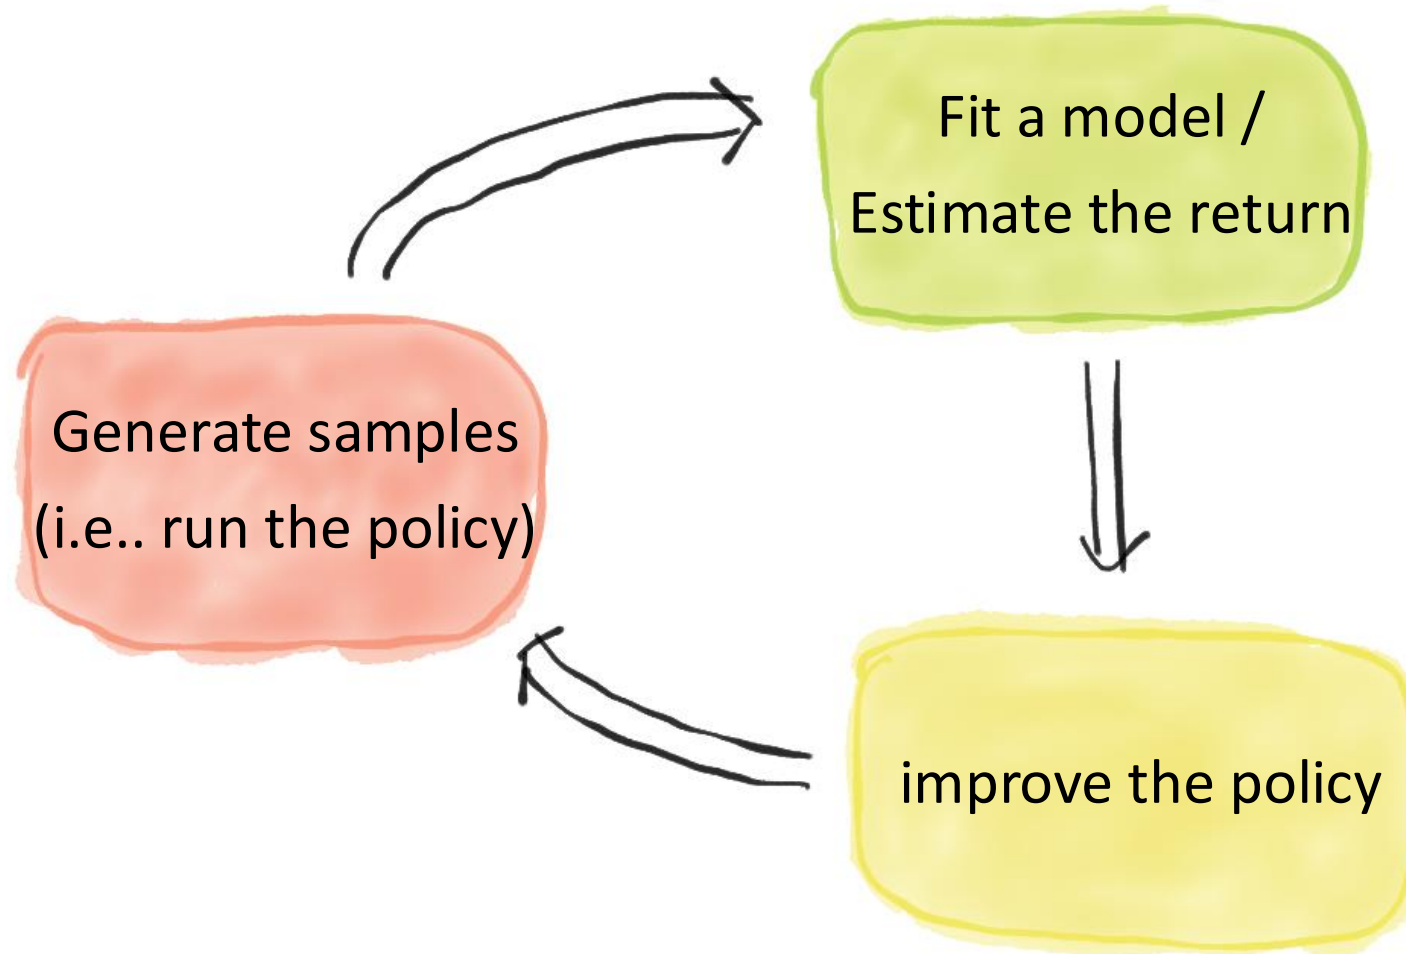 Fit a model /
Estimate the return
Generate samples
(i.e.. run the policy)
improve the policy